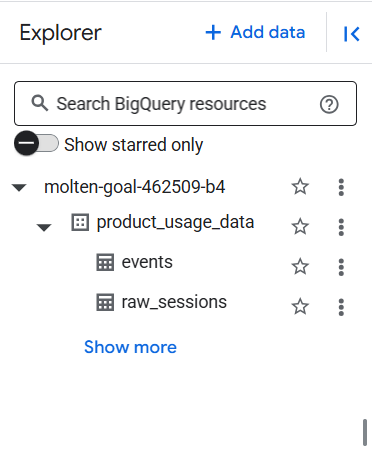 Explorer
+ Add data
Search BigQuery resources
Show starred only
molten-goal-462509-b4
product_usage_data
events
raw_sessions
Show more